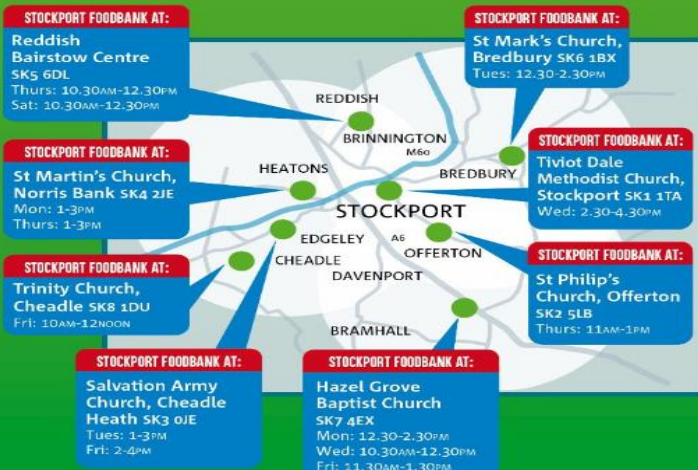 STOCKPORT FOODBANK AT:
Reddish
Bairstow Centre
SK5 6DL
Thurs: 10.30AM-12.30PM
Sat: 10.30AM-12.30PM
STOCKPORT FOODBANK AT:
St Mark's Church,
Bredbury SK6 1BX
Tues: 12.30-2.30PM
STOCKPORT FOODBANK AT:
St Martin's Church,
Norris Bank SK4 2JE
Mon: 1-3PM
Thurs: 1-3PM
STOCKPORT FOODBANK AT:
Tiviot Dale
Methodist Church,
Stockport SK1 1TA
Wed: 2.30-4.30PM
REDDISH
BRINNINGTON
M60
HEATONS
BREDBURY
STOCKPORT
EDGELEY
A6
OFFERTON
CHEADLE
DAVENPORT
BRAMHALL
STOCKPORT FOODBANK AT:
Trinity Church,
Cheadle SK8 1DU
Fri: 10AM-12NOON
STOCKPORT FOODBANK AT:
St Philip's
Church, Offerton
SK2 5LB
Thurs: 11AM-1PM
STOCKPORT FOODBANK AT:
Salvation Army
Church, Cheadle
Heath SK3 0JE
Tues: 1-3PM
Fri: 2-4PM
STOCKPORT FOODBANK AT:
Hazel Grove
Baptist Church
SK7 4EX
Mon: 12.30-2.30PM
Wed: 10.30AM-12.30PM
Fri: 11.30AM-1.30PM